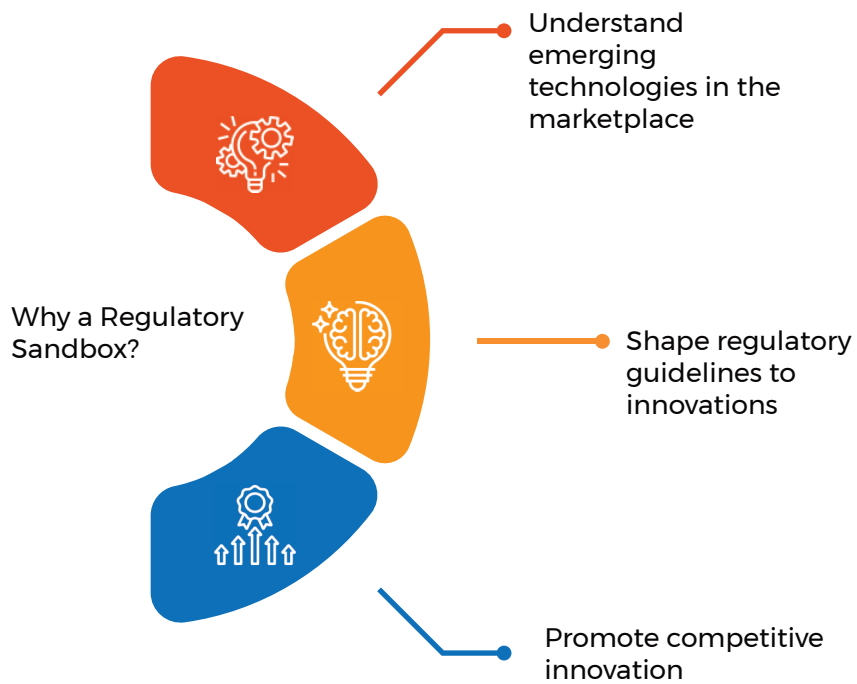 Understand
emerging
technologies in the
marketplace
Why a Regulatory
Sandbox?
Shape regulatory
guidelines to
innovations
Promote competitive
innovation